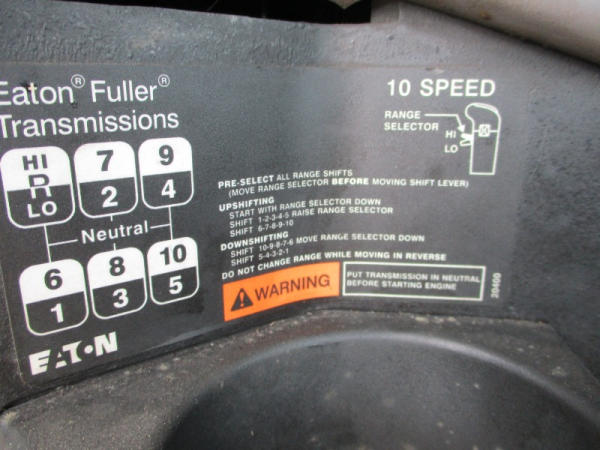 Eaton® Fuller®
Transmissions
10 SPEED
RANGE
SELECTOR
HI
LO
HI 7 9
R 2 4
LO
Neutral
6 8 10
1 3 5
EATON
PRE-SELECT ALL RANGE SHIFTS
(MOVE RANGE SELECTOR BEFORE MOVING SHIFT LEVER)
UPSHIFTING
START WITH RANGE SELECTOR DOWN
SHIFT 1-2-3-4-5 RAISE RANGE SELECTOR
SHIFT 6-7-8-9-10
DOWNSHIFTING
SHIFT 10-9-8-7-6 MOVE RANGE SELECTOR DOWN
SHIFT 5-4-3-2-1
DO NOT CHANGE RANGE WHILE MOVING IN REVERSE
WARNING
PUT TRANSMISSION IN NEUTRAL
BEFORE STARTING ENGINE
20400